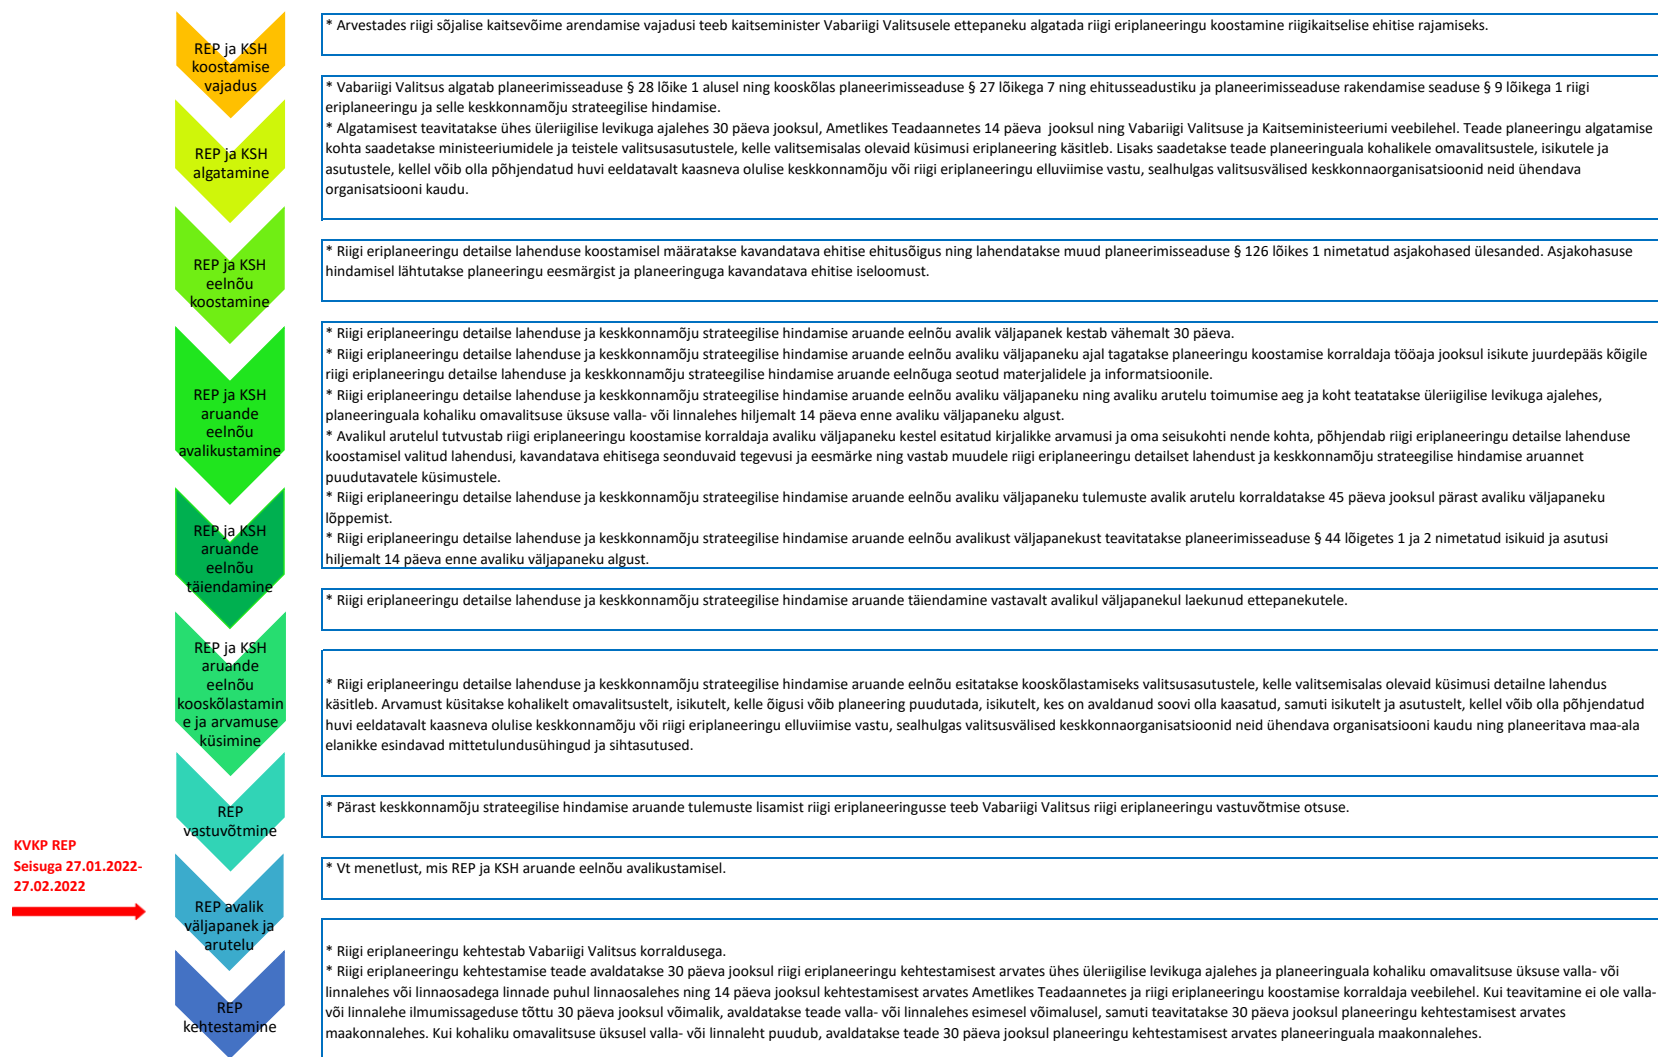 REP ja KSH
koostamise
vajadus
* Arvestades riigi sõjalise kaitsevõime arendamise vajadusi teeb kaitseminister Vabariigi Valitsusele ettepaneku algatada riigi eriplaneeringu koostamine riigikaitselise ehitise rajamiseks.
REP ja KSH
algatamine
* Vabariigi Valitsus algatab planeerimisseaduse § 28 lõike 1 alusel ning kooskõlas planeerimisseaduse § 27 lõikega 7 ning ehitusseadustiku ja planeerimisseaduse rakendamise seaduse § 9 lõikega 1 riigi
eriplaneeringu ja selle keskkonnamõju strateegilise hindamise.
* Algatamisest teavitatakse ühes üleriigilise levikuga ajalehes 30 päeva jooksul, Ametlikes Teadaannetes 14 päeva jooksul ning Vabariigi Valitsuse ja Kaitseministeeriumi veebilehel. Teade planeeringu algatamise
kohta saadetakse ministeeriumidele ja teistele valitsusasutustele, kelle valitsemisalas olevaid küsimusi eriplaneering käsitleb. Lisaks saadetakse teade planeeringuala kohalikele omavalitsustele, isikutele ja
asutustele, kellel võib olla põhjendatud huvi eeldatavalt kaasneva olulise keskkonnamõju või riigi eriplaneeringu elluviimise vastu, sealhulgas valitsusvälised keskkonnaorganisatsioonid neid ühendava
organisatsiooni kaudu.
REP ja KSH
eelnõu
koostamine
* Riigi eriplaneeringu detailse lahenduse koostamisel määratakse kavandatava ehitise ehitusõigus ning lahendatakse muud planeerimisseaduse § 126 lõikes 1 nimetatud asjakohased ülesanded. Asjakohasuse
hindamisel lähtutakse planeeringu eesmärgist ja planeeringuga kavandatava ehitise iseloomust.
REP ja KSH
aruande
eelnõu
avalikustamine
* Riigi eriplaneeringu detailse lahenduse ja keskkonnamõju strateegilise hindamise aruande eelnõu avalik väljapanek kestab vähemalt 30 päeva.
* Riigi eriplaneeringu detailse lahenduse ja keskkonnamõju strateegilise hindamise aruande eelnõu avaliku väljapaneku ajal tagatakse planeeringu koostamise korraldaja tööaja jooksul isikute juurdepääs kõigile
riigi eriplaneeringu detailse lahenduse ja keskkonnamõju strateegilise hindamise aruande eelnõuga seotud materjalidele ja informatsioonile.
* Riigi eriplaneeringu detailse lahenduse ja keskkonnamõju strateegilise hindamise aruande eelnõu avaliku väljapaneku ning avaliku arutelu toimumise aeg ja koht teatatakse üleriigilise levikuga ajalehes,
planeeringuala kohaliku omavalitsuse üksuse valla- või linnalehes hiljemalt 14 päeva enne avaliku väljapaneku algust.
* Avalikul arutelul tutvustab riigi eriplaneeringu koostamise korraldaja avaliku väljapaneku kestel esitatud kirjalikke arvamusi ja oma seisukohti nende kohta, põhjendab riigi eriplaneeringu detailse lahenduse
koostamisel valitud lahendusi, kavandatava ehitisega seonduvaid tegevusi ja eesmärke ning vastab muudele riigi eriplaneeringu detailset lahendust ja keskkonnamõju strateegilise hindamise aruannet
puudutavatele küsimustele.
* Riigi eriplaneeringu detailse lahenduse ja keskkonnamõju strateegilise hindamise aruande eelnõu avaliku väljapaneku tulemuste avalik arutelu korraldatakse 45 päeva jooksul pärast avaliku väljapaneku
lõppemist.
* Riigi eriplaneeringu detailse lahenduse ja keskkonnamõju strateegilise hindamise aruande eelnõu avalikust väljapanekust teavitatakse planeerimisseaduse § 44 lõigetes 1 ja 2 nimetatud isikuid ja asutusi
hiljemalt 14 päeva enne avaliku väljapaneku algust.
REP ja KSH
aruande
eelnõu
täiendamine
* Riigi eriplaneeringu detailse lahenduse ja keskkonnamõju strateegilise hindamise aruande täiendamine vastavalt avalikul väljapanekul laekunud ettepanekutele.
REP ja KSH
aruande
eelnõu
kooskõlastamin
e ja arvamuse
küsimine
* Riigi eriplaneeringu detailse lahenduse ja keskkonnamõju strateegilise hindamise aruande eelnõu esitatakse kooskõlastamiseks valitsusasutustele, kelle valitsemisalas olevaid küsimusi detailne lahendus
käsitleb. Arvamust küsitakse kohalikelt omavalitsustelt, isikutelt, kelle õigusi võib planeering puudutada, isikutelt, kes on avaldanud soovi olla kaasatud, samuti isikutelt ja asutustelt, kellel võib olla põhjendatud
huvi eeldatavalt kaasneva olulise keskkonnamõju või riigi eriplaneeringu elluviimise vastu, sealhulgas valitsusvälised keskkonnaorganisatsioonid neid ühendava organisatsiooni kaudu ning planeeritava maa-ala
elanikke esindavad mittetulundusühingud ja sihtasutused.
REP
vastuvõtmine
* Pärast keskkonnamõju strateegilise hindamise aruande tulemuste lisamist riigi eriplaneeringusse teeb Vabariigi Valitsus riigi eriplaneeringu vastuvõtmise otsuse.
KVKP REP
Seisuga 27.01.2022-
27.02.2022
REP avalik
väljapanek ja
arutelu
* Vt menetlust, mis REP ja KSH aruande eelnõu avalikustamisel.
REP
kehtestamine
* Riigi eriplaneeringu kehtestab Vabariigi Valitsus korraldusega.
* Riigi eriplaneeringu kehtestamise teade avaldatakse 30 päeva jooksul riigi eriplaneeringu kehtestamisest arvates ühes üleriigilise levikuga ajalehes ja planeeringuala kohaliku omavalitsuse üksuse valla- või
linnalehes või linnaosadega linnade puhul linnaosalehes ning 14 päeva jooksul kehtestamisest arvates Ametlikes Teadaannetes ja riigi eriplaneeringu koostamise korraldaja veebilehel. Kui teavitamine ei ole valla-
või linnalehe ilmumissageduse tõttu 30 päeva jooksul võimalik, avaldatakse teade valla- või linnalehes esimesel võimalusel, samuti teavitatakse 30 päeva jooksul planeeringu kehtestamisest arvates
maakonnalehes. Kui kohaliku omavalitsuse üksusel valla- või linnaleht puudub, avaldatakse teade 30 päeva jooksul planeeringu kehtestamisest arvates planeeringuala maakonnalehes.